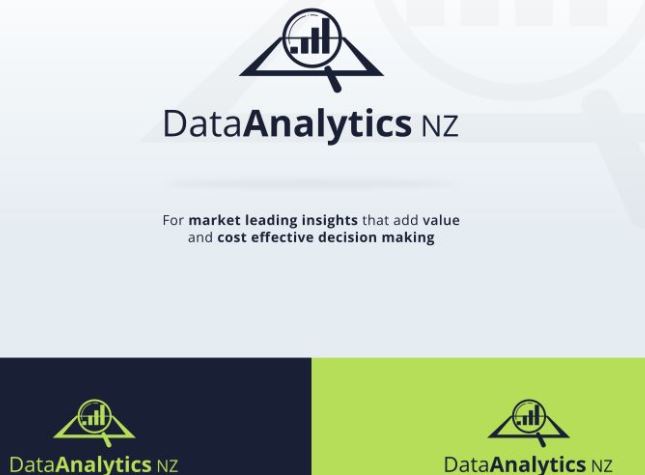 DataAnalytics NZ
For market leading insights that add value
and cost effective decision making
DataAnalytics NZ
DataAnalytics NZ